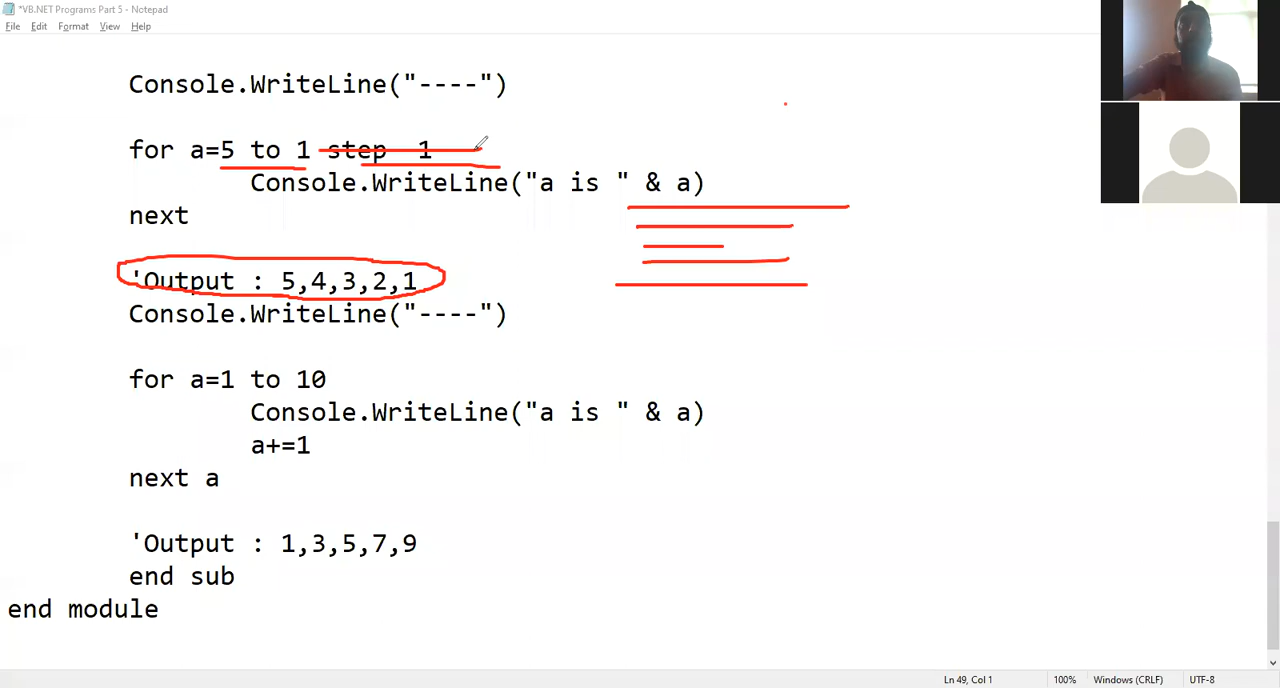 *VB.NET Programs Part 5 - Notepad
File Edit Format View Help
Console.WriteLine("----")
for a=5 to 1 step  1
Console.WriteLine("a is " & a)
next
'Output : 5,4,3,2,1
Console.WriteLine("----")
for a=1 to 10
Console.WriteLine("a is " & a)
a+=1
next a
'Output : 1,3,5,7,9
end sub
end module
Ln 49, Col 1 100% Windows (CRLF) UTF-8